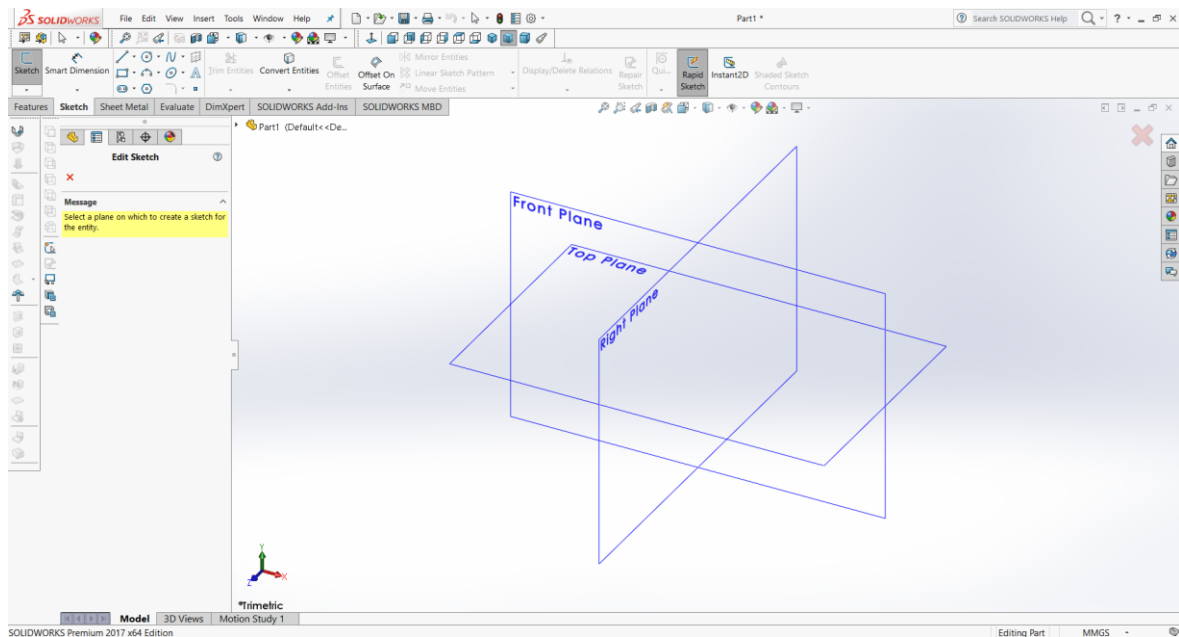 SOLIDWORKS File Edit View Insert Tools Window Help Part1 * Search SOLIDWORKS Help
Sketch Smart Dimension Trim Entities Convert Entities Offset Entities Offset On Surface Mirror Entities Linear Sketch Pattern Move Entities Display/Delete Relations Repair Sketch Qui... Rapid Sketch Instant2D Shaded Sketch Contours
Features Sketch Sheet Metal Evaluate DimXpert SOLIDWORKS Add-Ins SOLIDWORKS MBD
Part1 (Default<<De...
Edit Sketch
Message
Select a plane on which to create a sketch for
the entity.
Front Plane
Top Plane
Right Plane
Y
X
Z
*Trimetric
Model 3D Views Motion Study 1
SOLIDWORKS Premium 2017 x64 Edition Editing Part MMGS